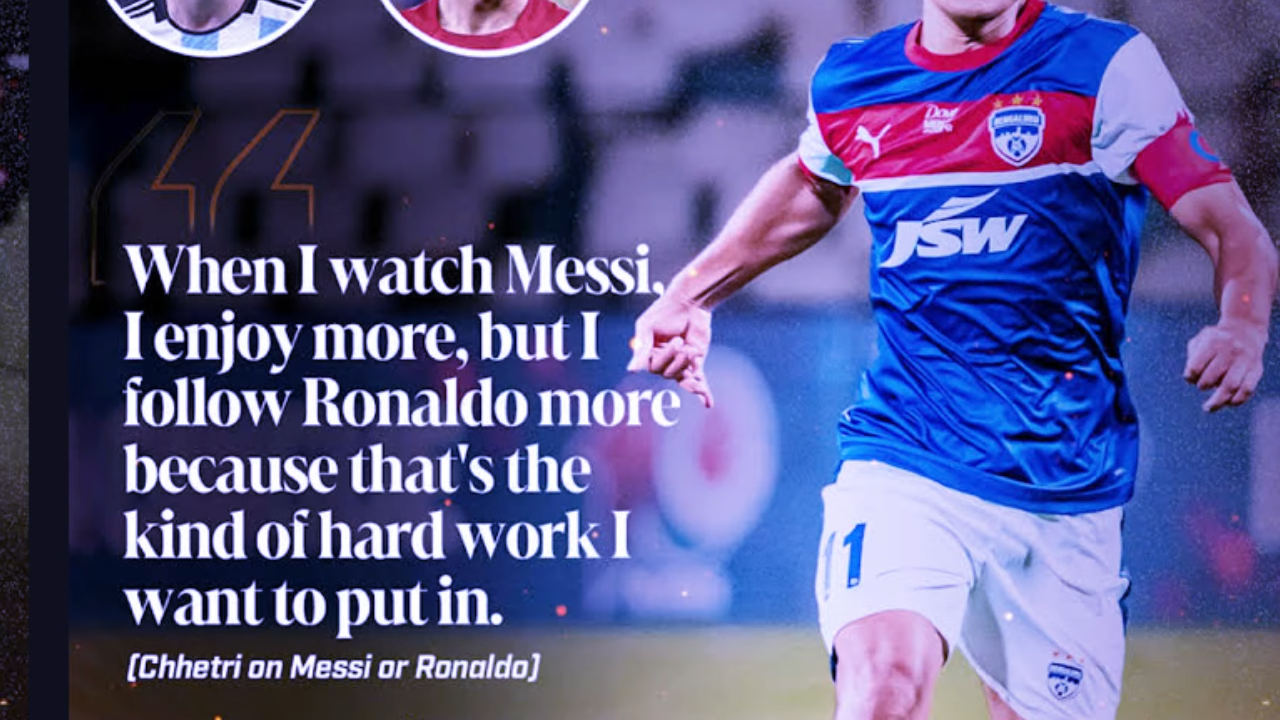 When I watch Messi,
I enjoy more, but I
follow Ronaldo more
because that's the
kind of hard work I
want to put in.
(Chhetri on Messi or Ronaldo)
BENGALURU
JSW
11